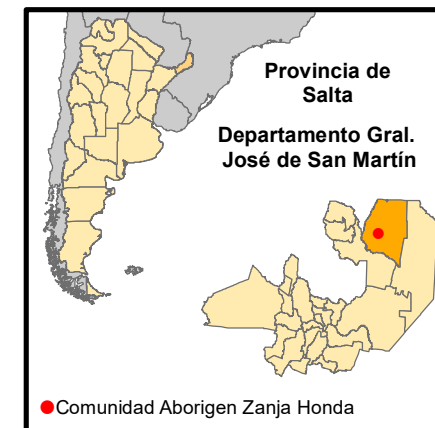 Provincia de
Salta
Departamento Gral.
José de San Martín
Comunidad Aborigen Zanja Honda